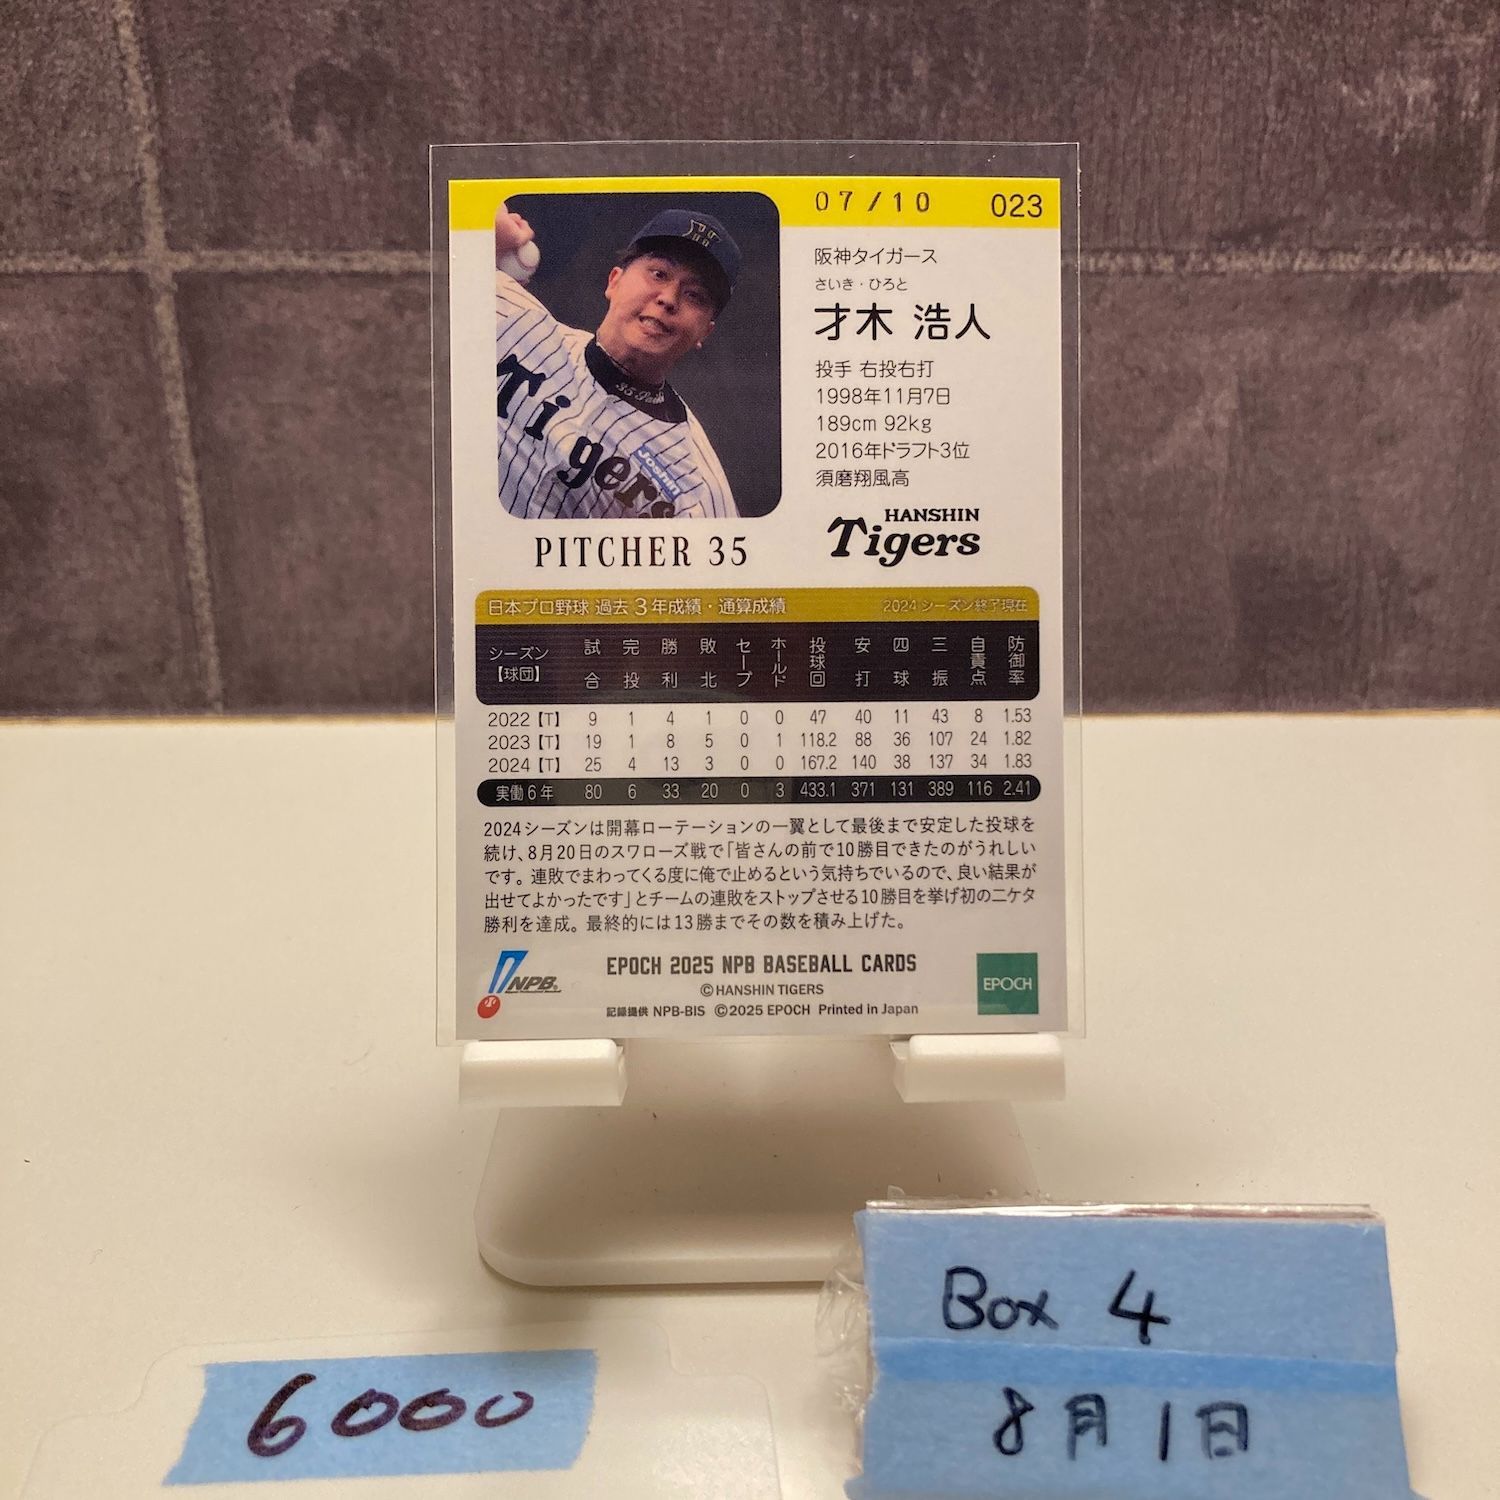 07/10 023
阪神タイガース
さいき・ひろと
才木 浩人
投手 右投右打
1998年11月7日
189cm 92kg
2016年ドラフト3位
須磨翔風高
HANSHIN
Tigers
Tigers
JOSHIN
PITCHER 35
日本プロ野球 過去3年成績・通算成績 2024シーズン終了現在
シーズン【球団】 試合 完投 勝利 敗北 セーブ ホールド 投球回 安打 四球 三振 自責点 防御率
2022【T】 9 1 4 1 0 0 47 40 11 43 8 1.53
2023【T】 19 1 8 5 0 1 118.2 88 36 107 24 1.82
2024【T】 25 4 13 3 0 0 167.2 140 38 137 34 1.83
実働6年 80 6 33 20 0 3 433.1 371 131 389 116 2.41
2024シーズンは開幕ローテーションの一翼として最後まで安定した投球を
続け、8月20日のスワローズ戦で「皆さんの前で10勝目できたのがうれしい
です。連敗でまわってくる度に俺で止めるという気持ちでいるので、良い結果が
出せてよかったです」とチームの連敗をストップさせる10勝目を挙げ初の二ケタ
勝利を達成。最終的には13勝までその数を積み上げた。
NPB
EPOCH 2025 NPB BASEBALL CARDS
©HANSHIN TIGERS
記録提供 NPB-BIS ©2025 EPOCH Printed in Japan
EPOCH
6000
Box 4
8月1日